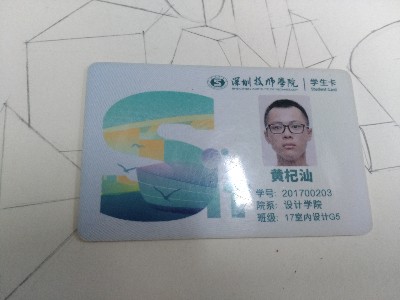 深圳技师学院 学生卡
Student Card
黄杞汕
学号: 201700203
院系: 设计学院
班级: 17室内设计G5